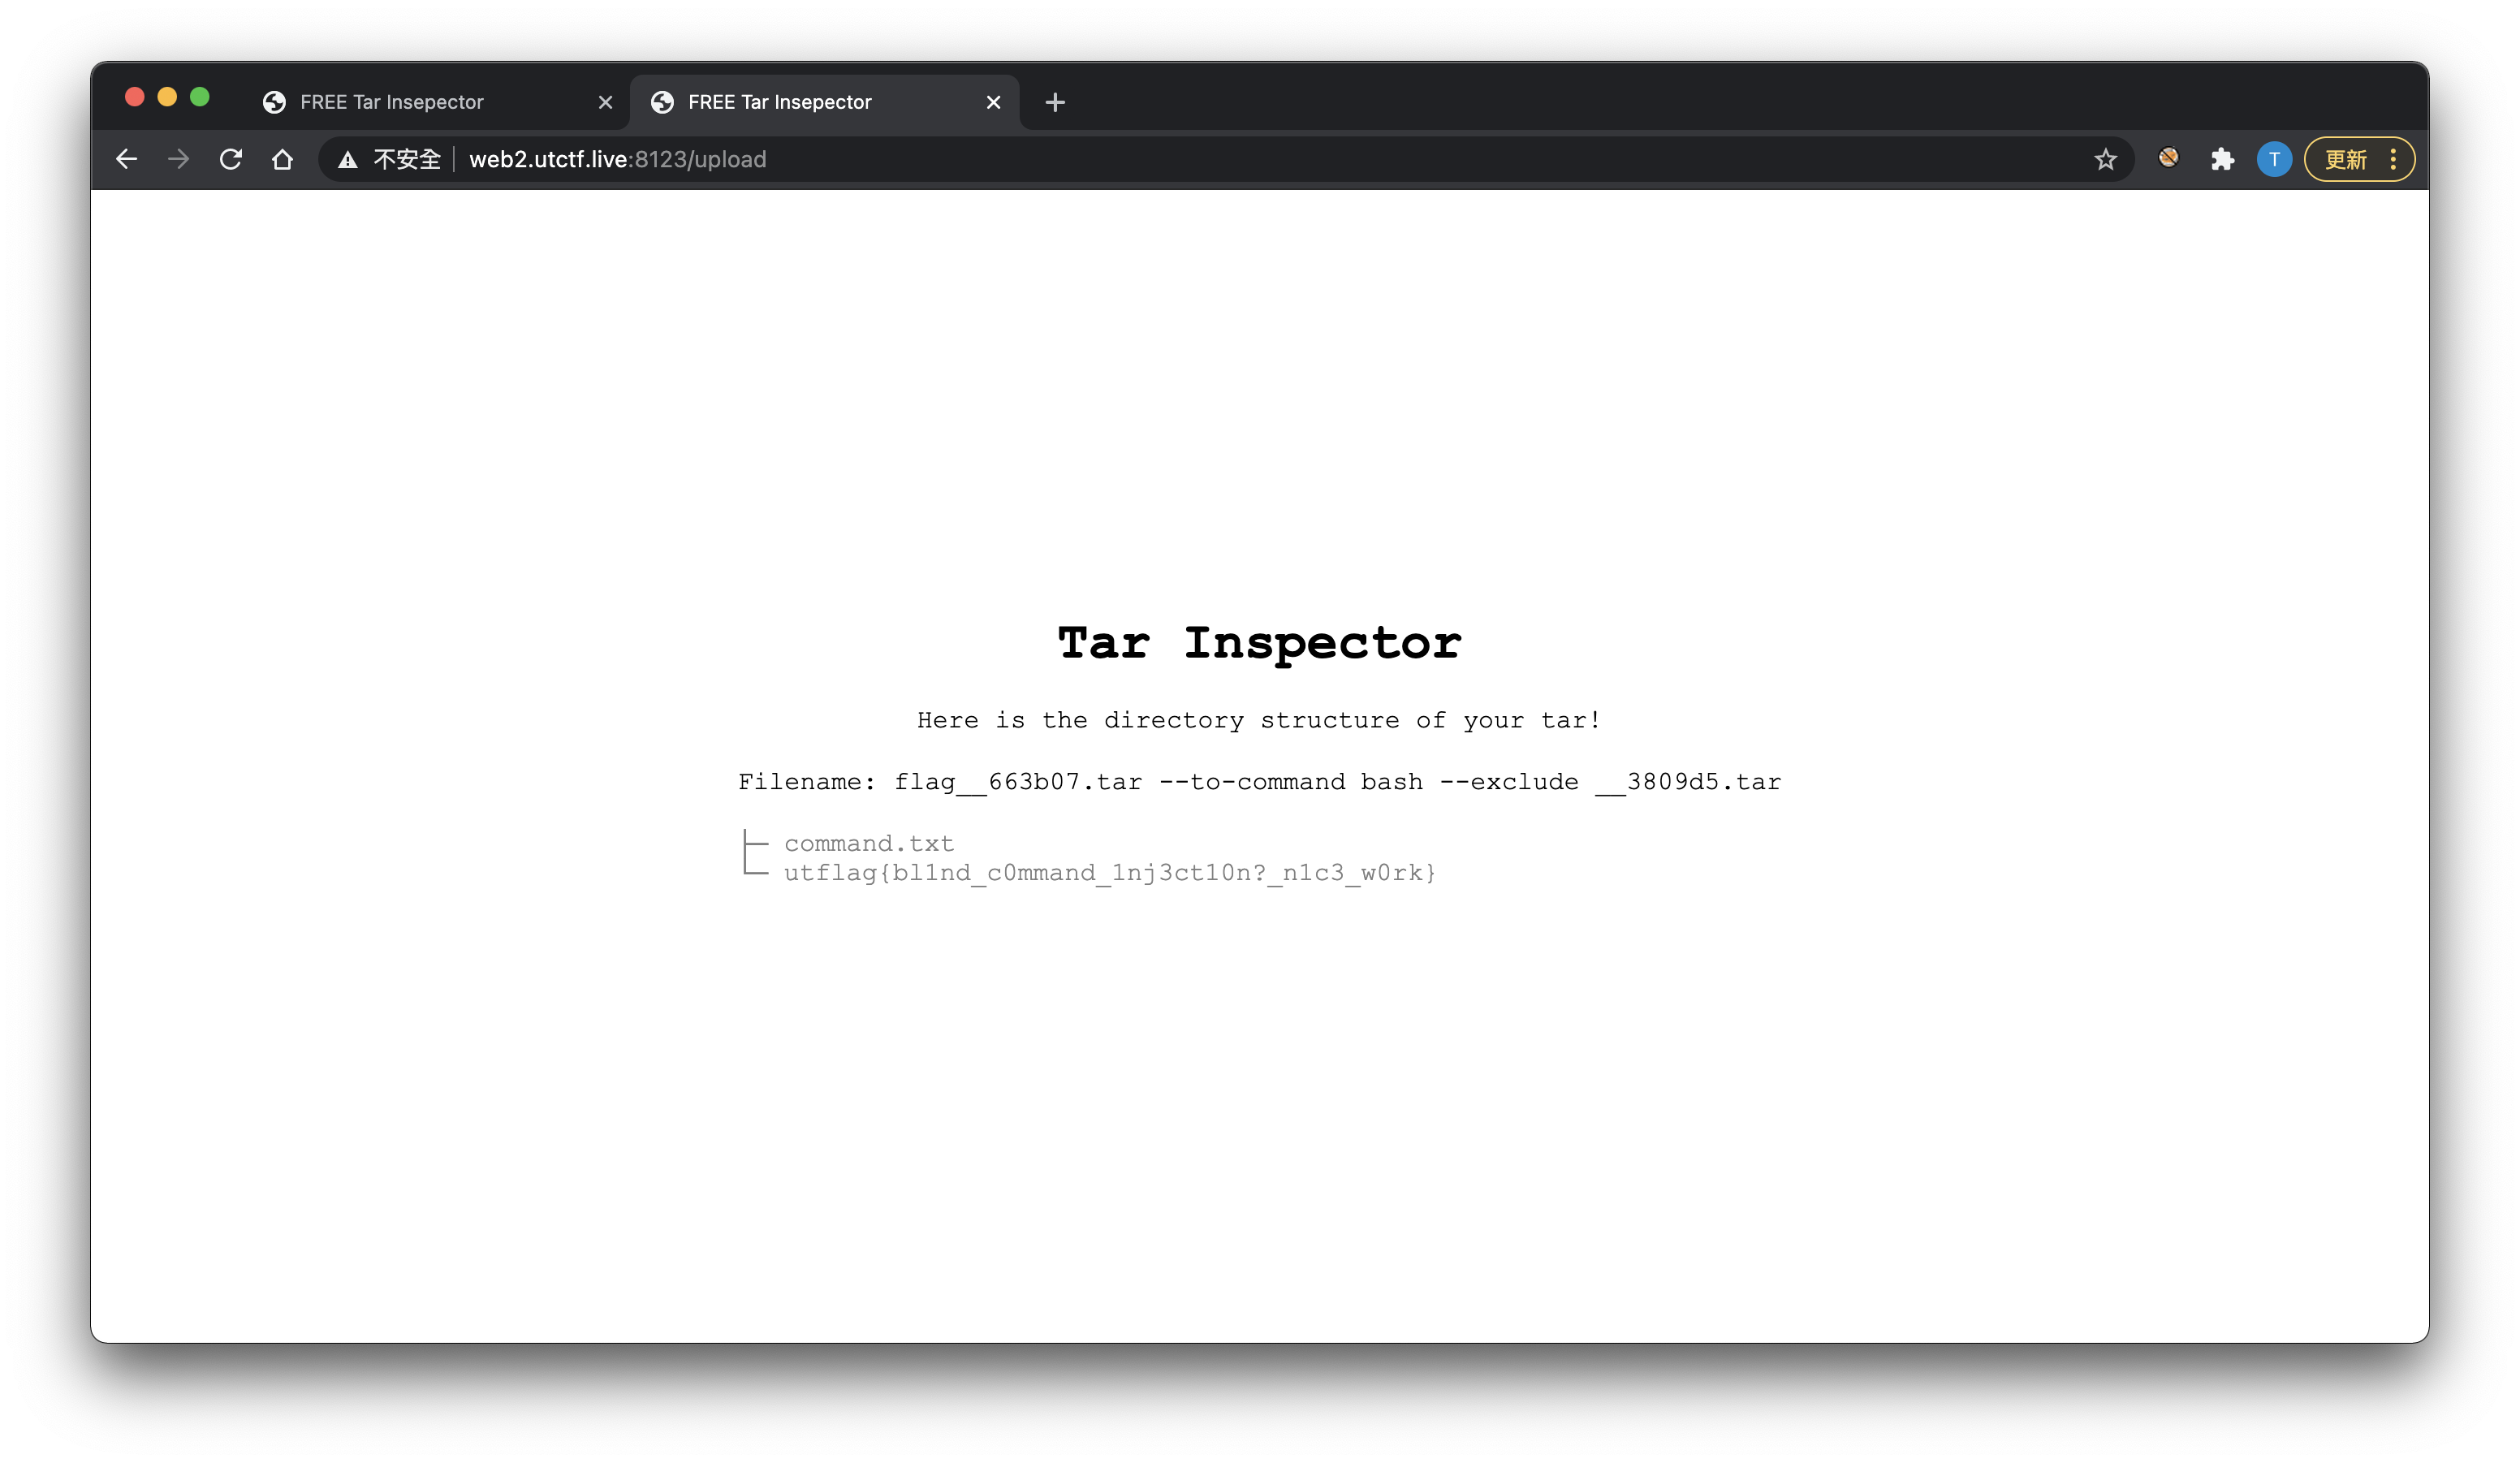 FREE Tar Insepector
FREE Tar Insepector
不安全 web2.utctf.live:8123/upload
T
更新
Tar Inspector
Here is the directory structure of your tar!
Filename: flag__663b07.tar --to-command bash --exclude __3809d5.tar
├─ command.txt
└─ utflag{bl1nd_c0mmand_1nj3ct10n?_n1c3_w0rk}